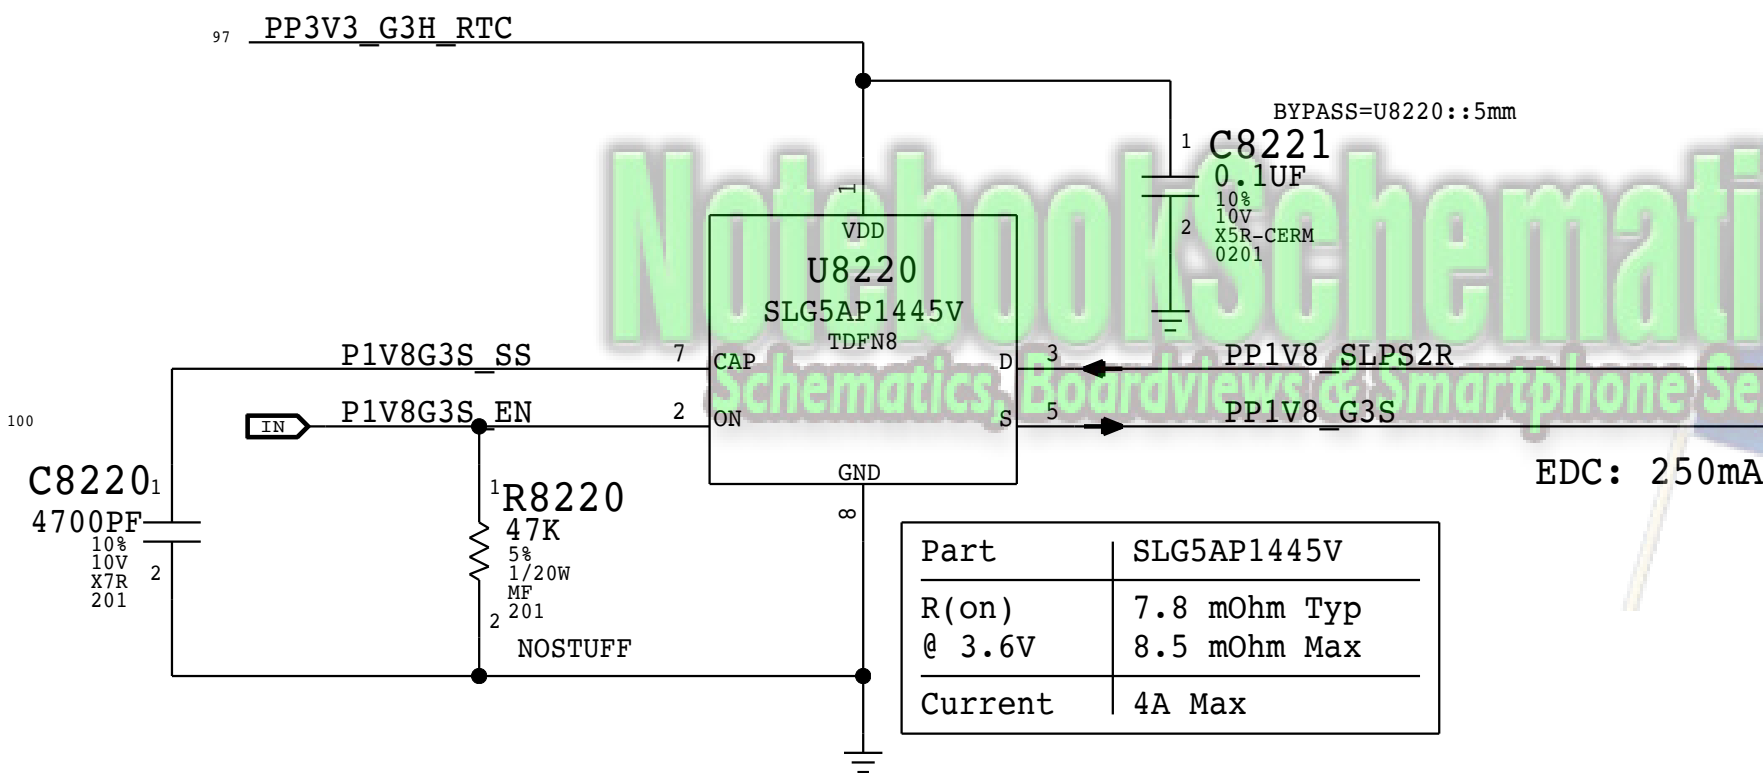 97 PP3V3_G3H_RTC
BYPASS=U8220::5mm
1 C8221
0.1UF
10%
10V
2 X5R-CERM
0201
1
VDD
U8220
SLG5AP1445V
TDFN8
NotebookSchemati
Schematics, Boardviews & Smartphone Se
P1V8G3S_SS 7 CAP D 3 PP1V8_SLPS2R
100 IN P1V8G3S_EN 2 ON S 5 PP1V8_G3S
GND
8
EDC: 250mA
C8220 1
4700PF
10%
10V
X7R 2
201
1 R8220
47K
5%
1/20W
MF
2 201
NOSTUFF
Part SLG5AP1445V
R(on) 7.8 mOhm Typ
@ 3.6V 8.5 mOhm Max
Current 4A Max